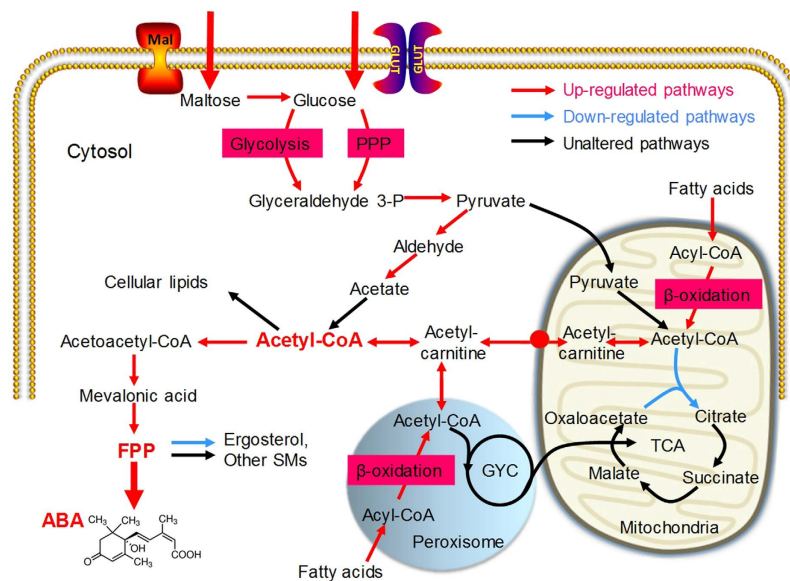 Mal
GLUT
GLUT
Maltose
Glucose
Up-regulated pathways
Down-regulated pathways
Unaltered pathways
Glycolysis
PPP
Cytosol
Fatty acids
Glyceraldehyde 3-P
Pyruvate
Aldehyde
Acyl-CoA
Cellular lipids
Acetate
Pyruvate
β-oxidation
Acetoacetyl-CoA
Acetyl-CoA
Acetyl-
carnitine
Acetyl-
carnitine
Acetyl-CoA
Mevalonic acid
Acetyl-CoA
Oxaloacetate
Citrate
FPP
Ergosterol,
Other SMs
β-oxidation
GYC
TCA
Malate
Succinate
ABA
Acyl-CoA
Peroxisome
Mitochondria
Fatty acids
H₃C
CH₃
CH₃
OH
O
CH₃
COOH